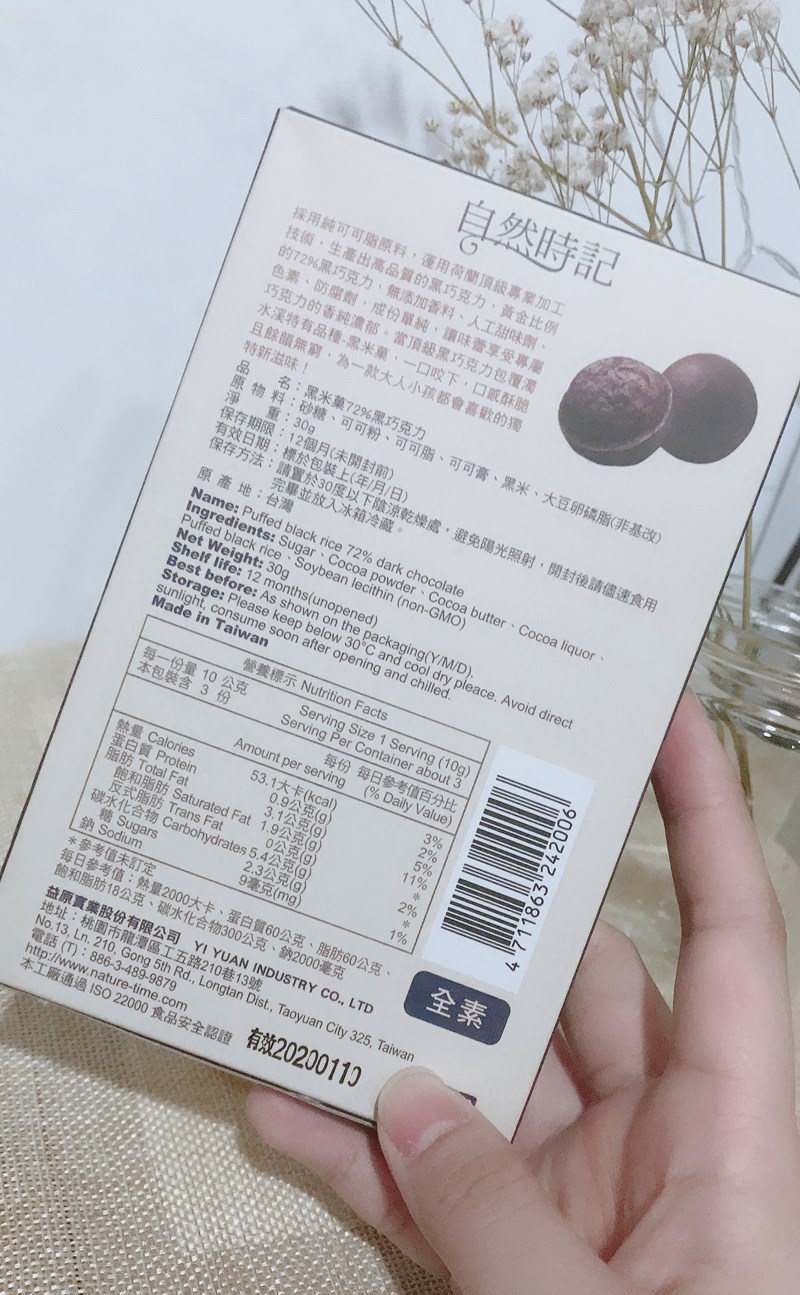 自然時記
採用純可可脂原料，運用荷蘭頂級專業加工
技術，生產出高品質的黑巧克力，黃金比例
的72%黑巧克力，無添加香料、人工甜味劑、
色素、防腐劑，成份單純，讓味蕾享受專屬
巧克力的香純濃郁。當頂級黑巧克力包覆濁
水溪特有品種-黑米菓，一口咬下，口感酥脆
且餘韻無窮，為一款大人小孩都會喜歡的獨
特新滋味！
品 名：黑米菓72%黑巧克力
原物料：砂糖、可可粉、可可脂、可可膏、黑米、大豆卵磷脂(非基改)
淨 重：30g
保存期限：12個月(未開封前)
有效日期：標於包裝上(年/月/日)
保存方法：請置於30度以下陰涼乾燥處，避免陽光照射，開封後請儘速食用
完畢並放入冰箱冷藏。
原產地：台灣
Name: Puffed black rice 72% dark chocolate
Ingredients: Sugar、Cocoa powder、Cocoa butter、Cocoa liquor、
Puffed black rice、Soybean lecithin (non-GMO)
Net Weight: 30g
Shelf life: 12 months(unopened)
Best before: As shown on the packaging(Y/M/D).
Storage: Please keep below 30°C and cool dry pleace. Avoid direct
sunlight, consume soon after opening and chilled.
Made in Taiwan
營養標示 Nutrition Facts
每一份量 10 公克 Serving Size 1 Serving (10g)
本包裝含 3 份 Serving Per Container about 3
每份 每日參考值百分比
Amount per serving (% Daily Value)
熱量 Calories 53.1大卡(kcal) 3%
蛋白質 Protein 0.9公克(g) 2%
脂肪 Total Fat 3.1公克(g) 5%
飽和脂肪 Saturated Fat 1.9公克(g) 11%
反式脂肪 Trans Fat 0公克(g) *
碳水化合物 Carbohydrates 5.4公克(g) 2%
糖 Sugars 2.3公克(g) *
鈉 Sodium 9毫克(mg) 1%
*參考值未訂定
每日參考值：熱量2000大卡、蛋白質60公克、脂肪60公克、
飽和脂肪18公克、碳水化合物300公克、鈉2000毫克
益原實業股份有限公司 YI YUAN INDUSTRY CO., LTD
地址：桃園市龍潭區工五路210巷13號
No.13, Ln. 210, Gong 5th Rd., Longtan Dist., Taoyuan City 325, Taiwan
電話 (T)：886-3-489-9879
http://www.nature-time.com
本工廠通過 ISO 22000 食品安全認證
有效20200110
4711863242006
全素